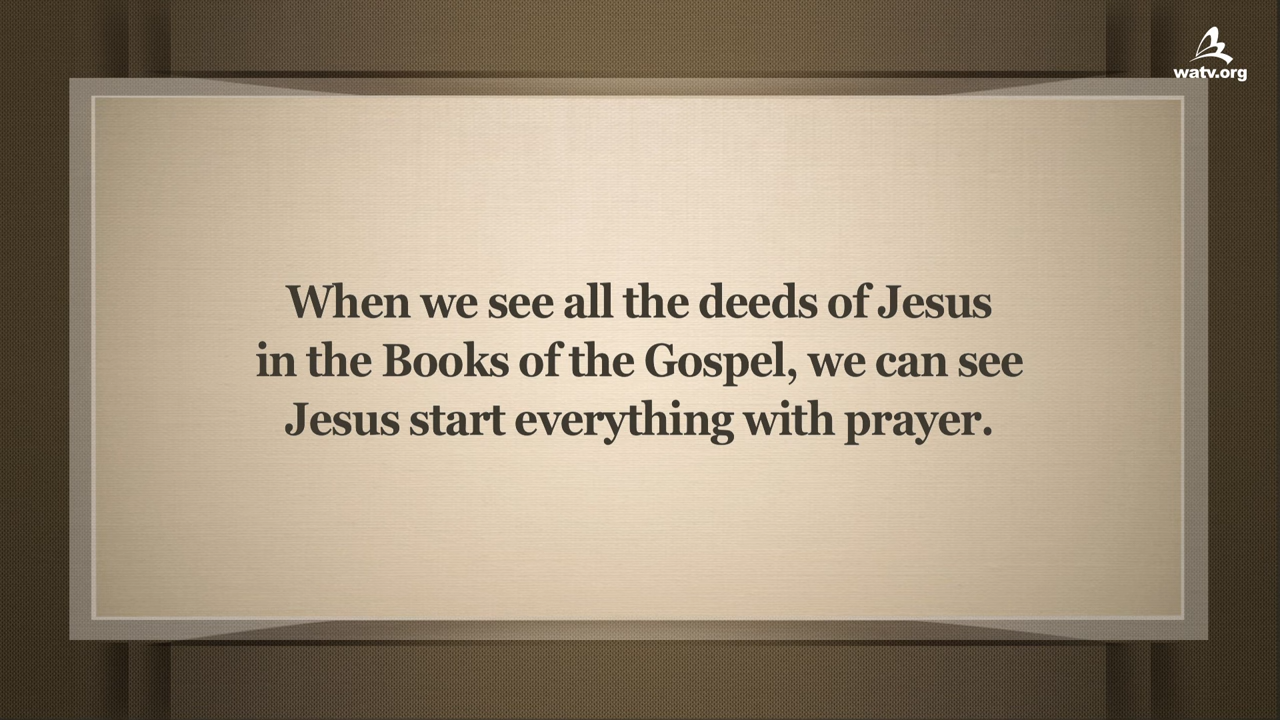 watv.org
When we see all the deeds of Jesus
in the Books of the Gospel, we can see
Jesus start everything with prayer.